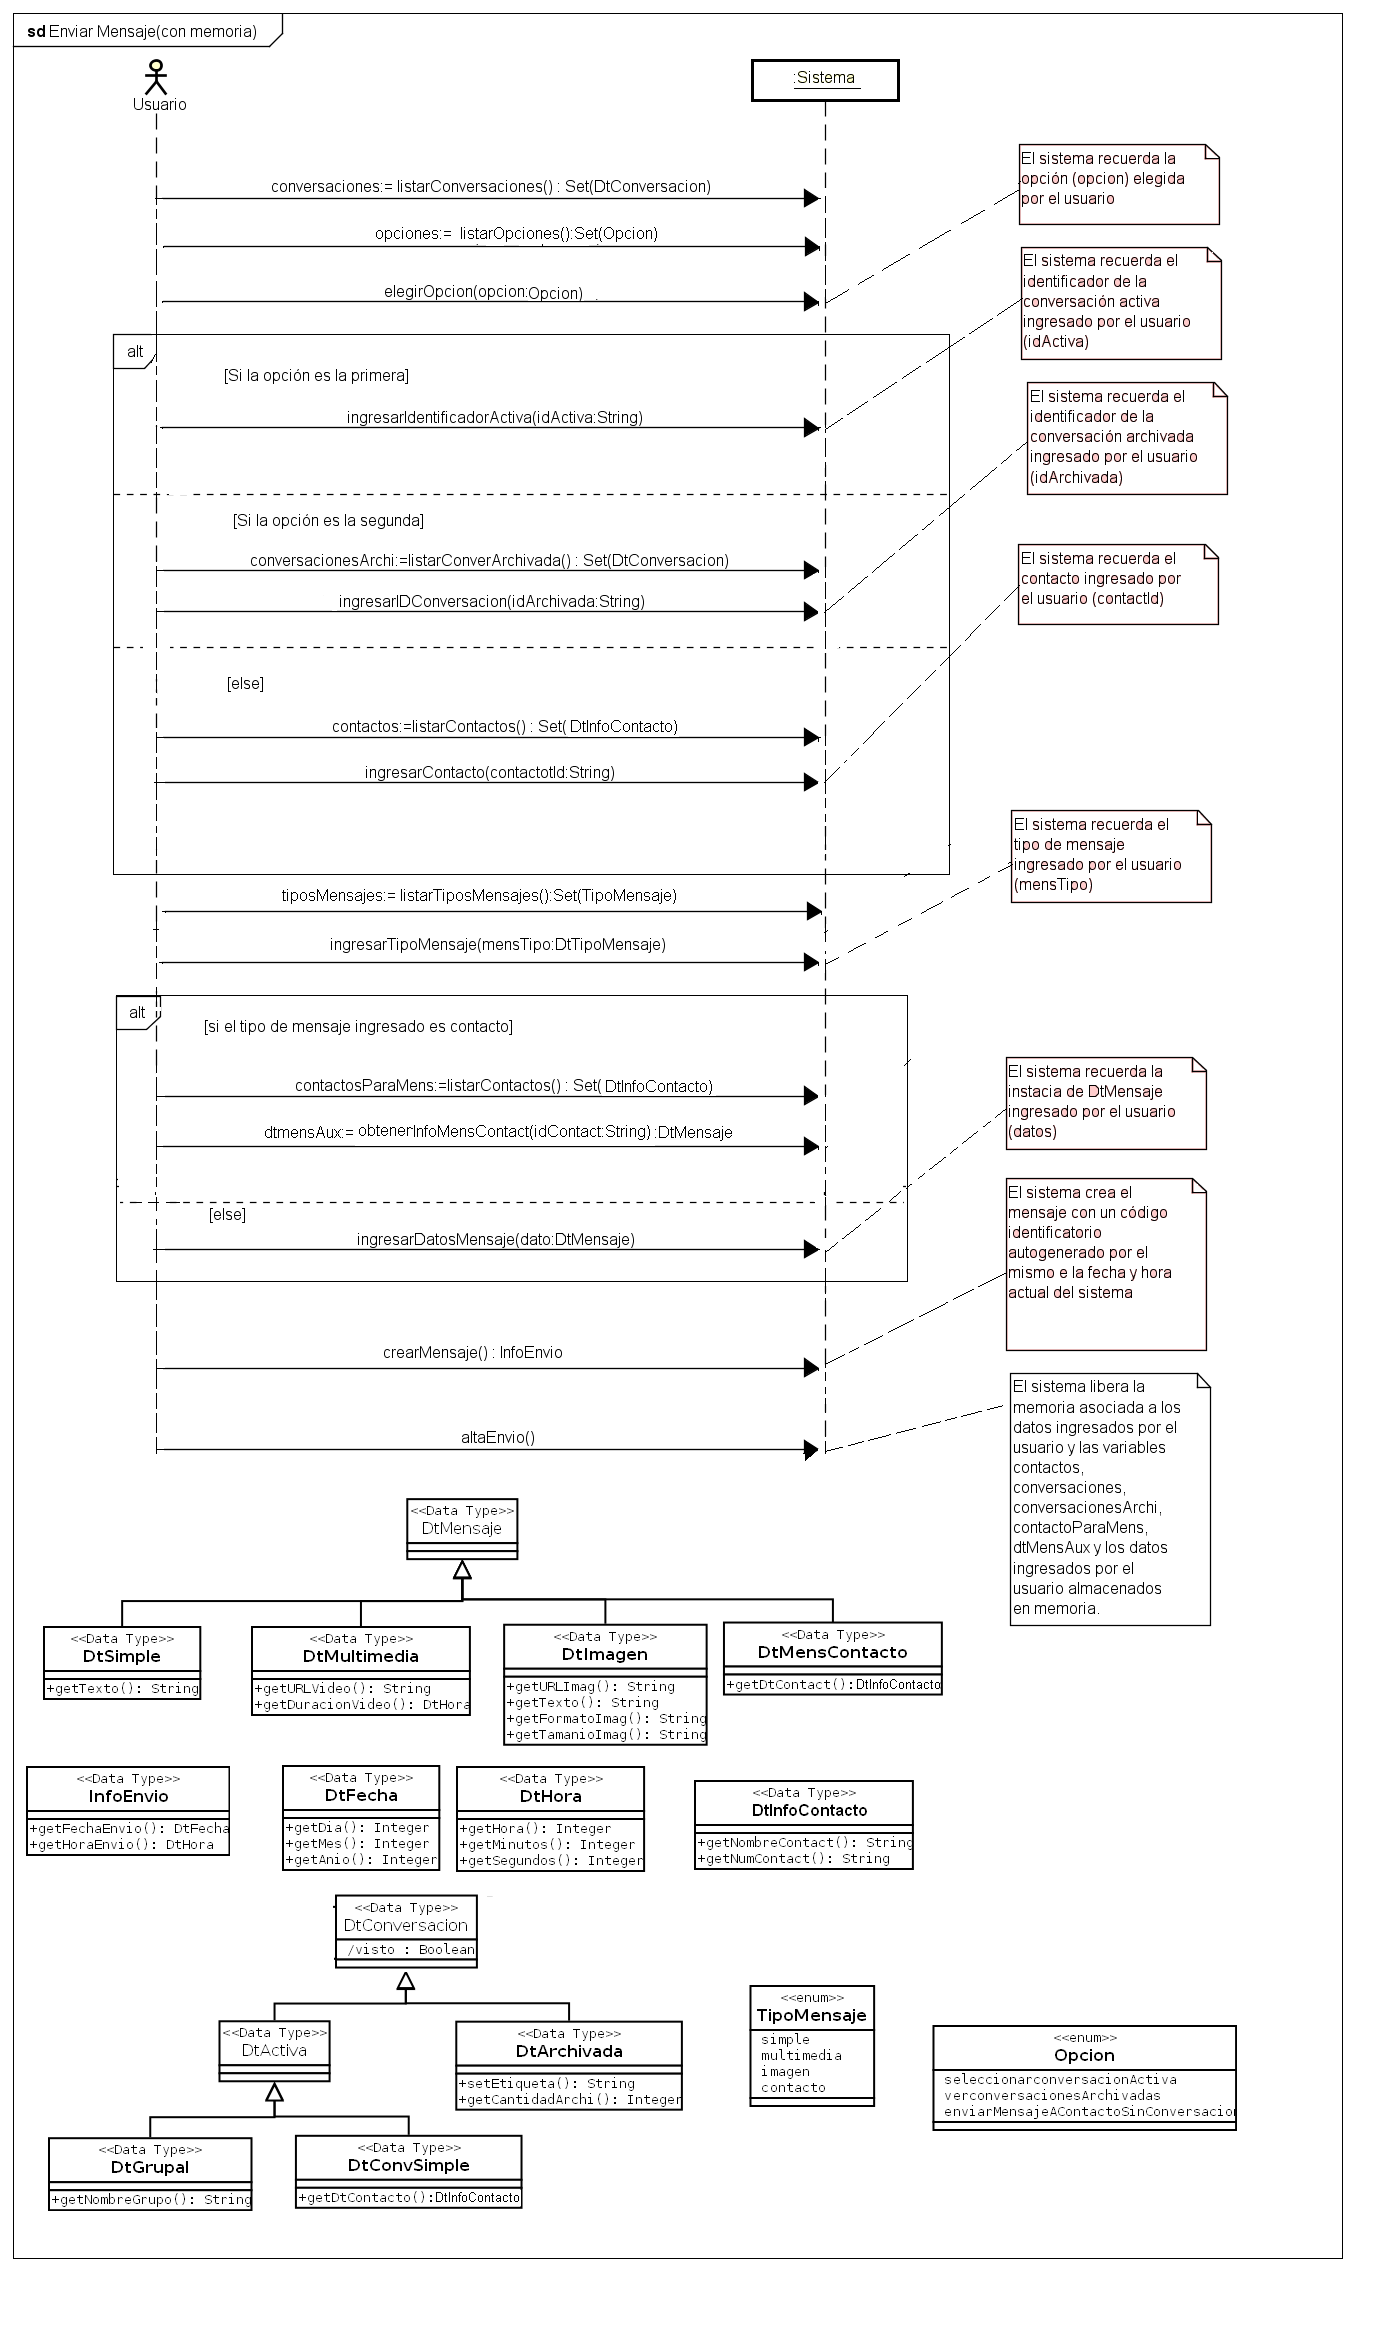 sd Enviar Mensaje(con memoria)
Usuario
:Sistema
conversaciones:= listarConversaciones() : Set(DtConversacion)
opciones:= listarOpciones():Set(Opcion)
elegirOpcion(opcion:Opcion)
El sistema recuerda la
opción (opcion) elegida
por el usuario
El sistema recuerda el
identificador de la
conversación activa
ingresado por el usuario
(idActiva)
alt
[Si la opción es la primera]
ingresarIdentificadorActiva(idActiva:String)
El sistema recuerda el
identificador de la
conversación archivada
ingresado por el usuario
(idArchivada)
[Si la opción es la segunda]
conversacionesArchi:=listarConverArchivada() : Set(DtConversacion)
ingresarIDConversacion(idArchivada:String)
El sistema recuerda el
contacto ingresado por
el usuario (contactId)
[else]
contactos:=listarContactos() : Set( DtInfoContacto)
ingresarContacto(contactotId:String)
El sistema recuerda el
tipo de mensaje
ingresado por el usuario
(mensTipo)
tiposMensajes:= listarTiposMensajes():Set(TipoMensaje)
ingresarTipoMensaje(mensTipo:DtTipoMensaje)
alt
[si el tipo de mensaje ingresado es contacto]
contactosParaMens:=listarContactos() : Set( DtInfoContacto)
dtmensAux:= obtenerInfoMensContact(idContact:String) :DtMensaje
El sistema recuerda la
instacia de DtMensaje
ingresado por el usuario
(datos)
[else]
ingresarDatosMensaje(dato:DtMensaje)
El sistema crea el
mensaje con un código
identificatorio
autogenerado por el
mismo e la fecha y hora
actual del sistema
crearMensaje() : InfoEnvio
altaEnvio()
El sistema libera la
memoria asociada a los
datos ingresados por el
usuario y las variables
contactos,
conversaciones,
conversacionesArchi,
contactoParaMens,
dtMensAux y los datos
ingresados por el
usuario almacenados
en memoria.
<<Data Type>>
DtMensaje
<<Data Type>>
DtSimple
+getTexto(): String
<<Data Type>>
DtMultimedia
+getURLVideo(): String
+getDuracionVideo(): DtHora
<<Data Type>>
DtImagen
+getURLImag(): String
+getTexto(): String
+getFormatoImag(): String
+getTamanioImag(): String
<<Data Type>>
DtMensContacto
+getDtContact():DtInfoContacto
<<Data Type>>
InfoEnvio
+getFechaEnvio(): DtFecha
+getHoraEnvio(): DtHora
<<Data Type>>
DtFecha
+getDia(): Integer
+getMes(): Integer
+getAnio(): Integer
<<Data Type>>
DtHora
+getHora(): Integer
+getMinutos(): Integer
+getSegundos(): Integer
<<Data Type>>
DtInfoContacto
+getNombreContact(): String
+getNumContact(): String
<<Data Type>>
DtConversacion
/visto : Boolean
<<Data Type>>
DtActiva
<<Data Type>>
DtArchivada
+setEtiqueta(): String
+getCantidadArchi(): Integer
<<enum>>
TipoMensaje
simple
multimedia
imagen
contacto
<<enum>>
Opcion
seleccionarconversacionActiva
verconversacionesArchivadas
enviarMensajeAContactoSinConversacion
<<Data Type>>
DtGrupal
+getNombreGrupo(): String
<<Data Type>>
DtConvSimple
+getDtContacto():DtInfoContacto